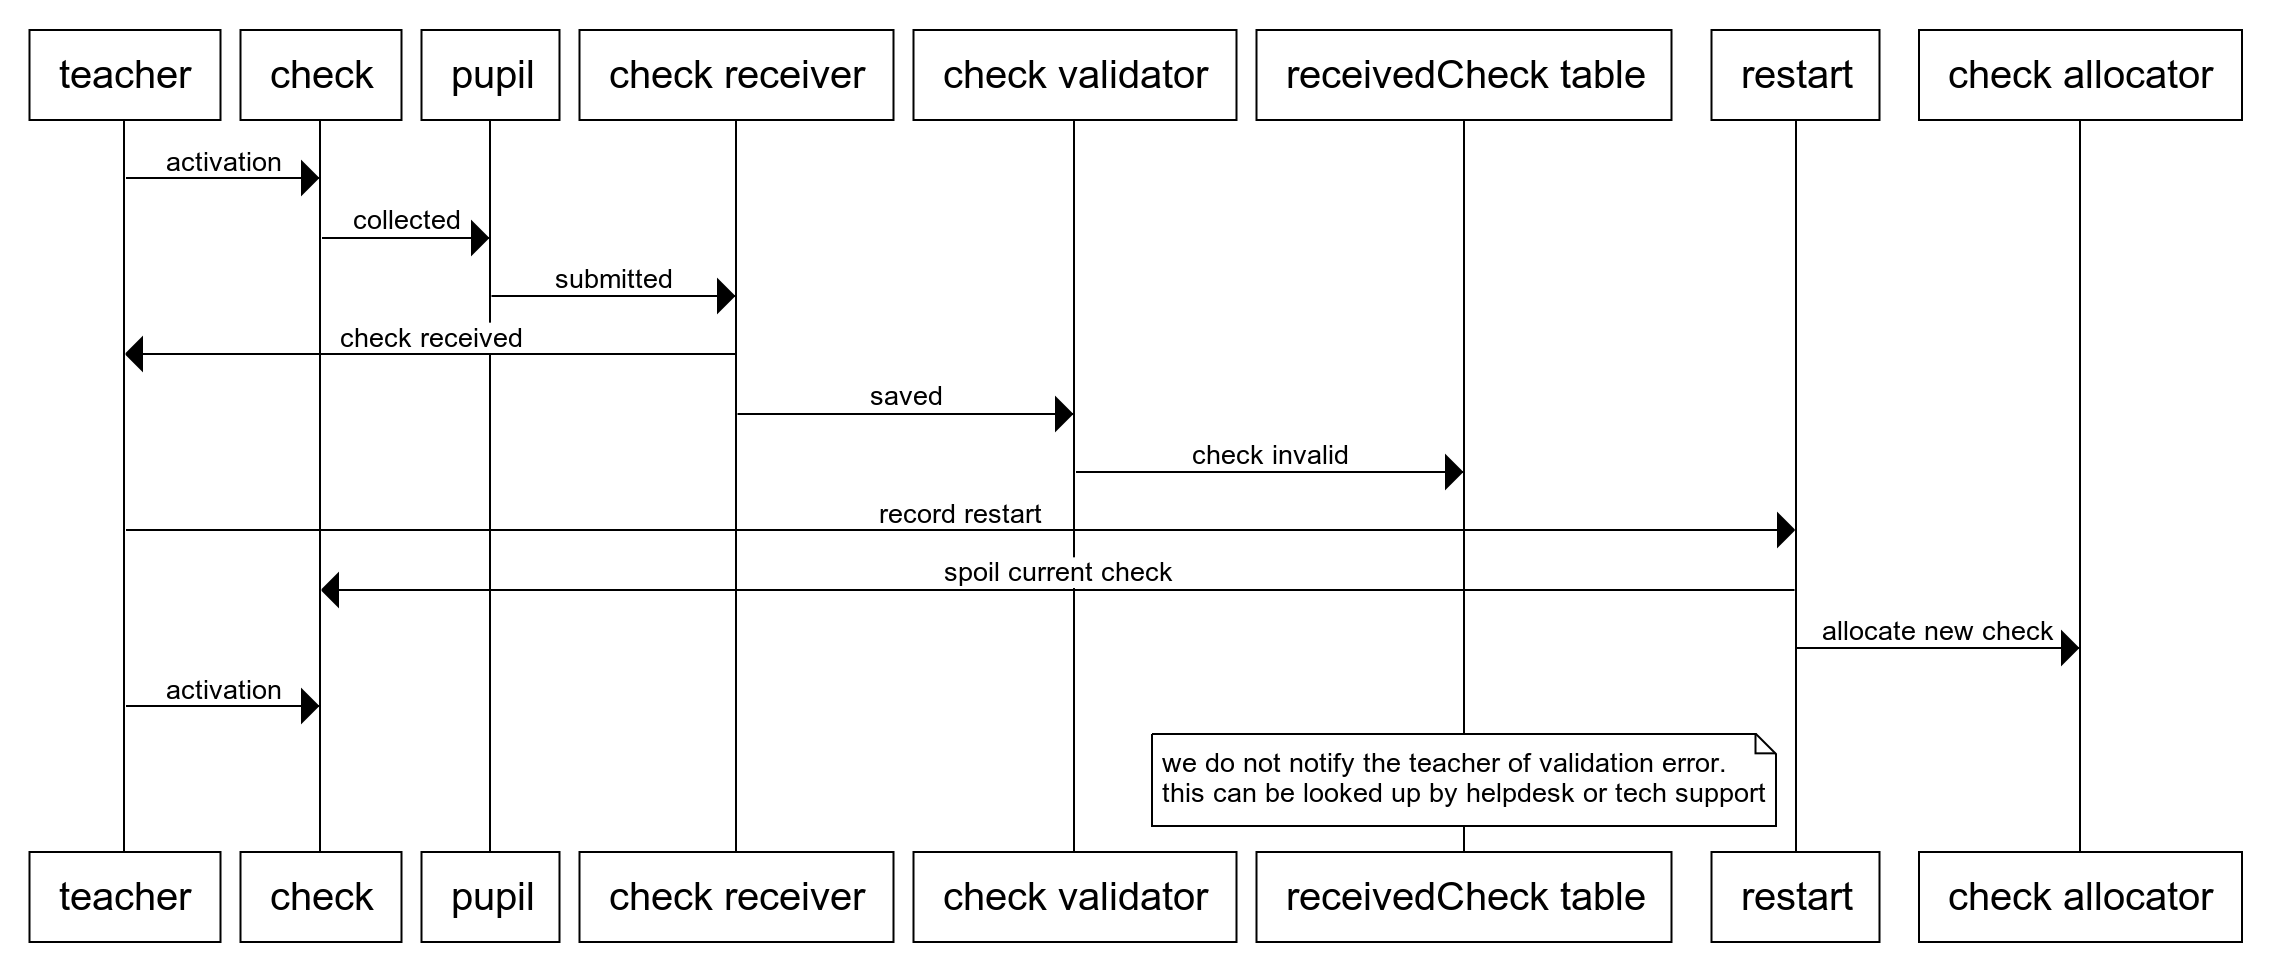 teacher
check
pupil
check receiver
check validator
receivedCheck table
restart
check allocator
activation
collected
submitted
check received
saved
check invalid
record restart
spoil current check
allocate new check
activation
we do not notify the teacher of validation error.
this can be looked up by helpdesk or tech support
teacher
check
pupil
check receiver
check validator
receivedCheck table
restart
check allocator